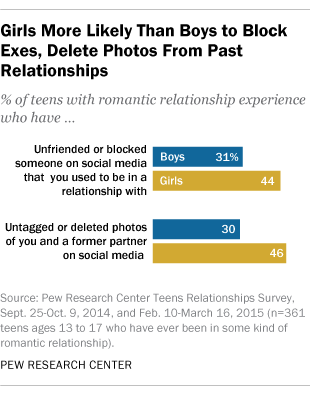 Girls More Likely Than Boys to Block
Exes, Delete Photos From Past
Relationships
% of teens with romantic relationship experience
who have ...
Unfriended or blocked
someone on social media
that you used to be in a
relationship with
Boys 31%
Girls 44
Untagged or deleted photos
of you and a former partner
on social media
30
46
Source: Pew Research Center Teens Relationships Survey,
Sept. 25-Oct. 9, 2014, and Feb. 10-March 16, 2015 (n=361
teens ages 13 to 17 who have ever been in some kind of
romantic relationship).
PEW RESEARCH CENTER